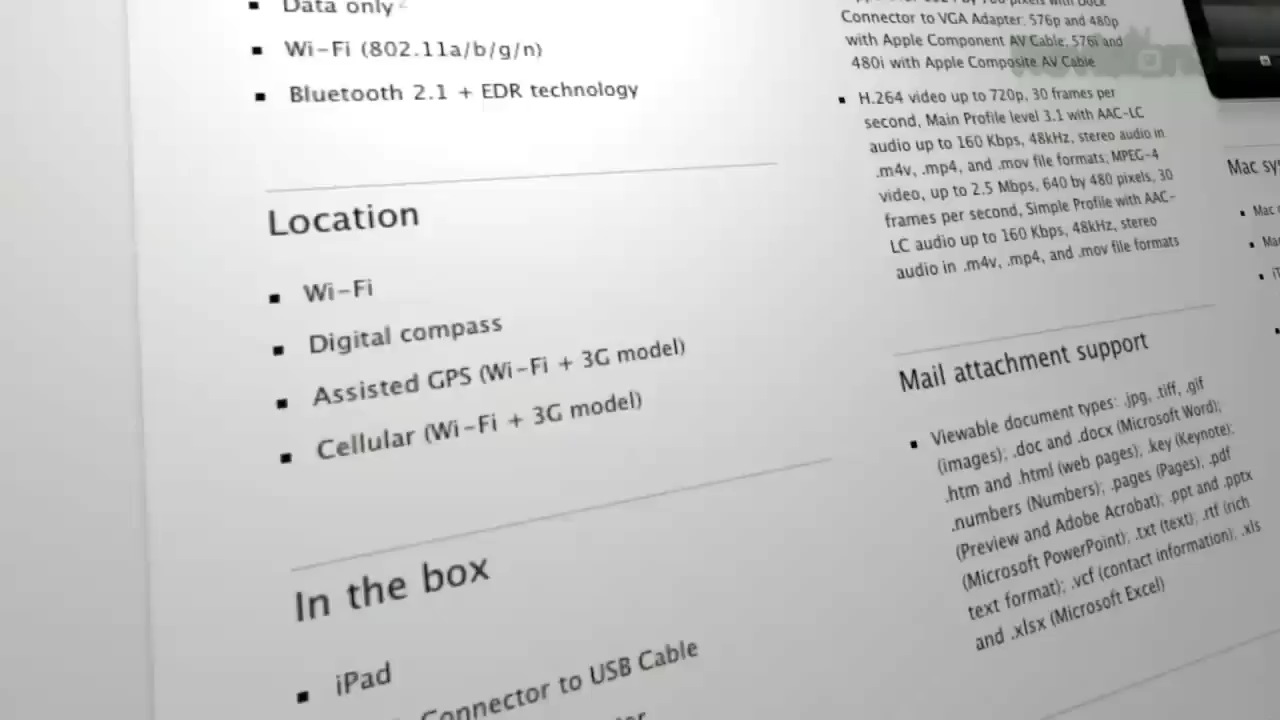 Data only
Wi-Fi (802.11a/b/g/n)
Bluetooth 2.1 + EDR technology
Location
Wi-Fi
Digital compass
Assisted GPS (Wi-Fi + 3G model)
Cellular (Wi-Fi + 3G model)
In the box
iPad
Connector to USB Cable
Connector to VGA Adapter; 576p and 480p
with Apple Component AV Cable; 576i and
480i with Apple Composite AV Cable
H.264 video up to 720p, 30 frames per
second, Main Profile level 3.1 with AAC-LC
audio up to 160 Kbps, 48kHz, stereo audio in
.m4v, .mp4, and .mov file formats; MPEG-4
video, up to 2.5 Mbps, 640 by 480 pixels, 30
frames per second, Simple Profile with AAC-
LC audio up to 160 Kbps, 48kHz, stereo
audio in .m4v, .mp4, and .mov file formats
Mail attachment support
Viewable document types: .jpg, .tiff, .gif
(images); .doc and .docx (Microsoft Word);
.htm and .html (web pages); .key (Keynote);
.numbers (Numbers); .pages (Pages); .pdf
(Preview and Adobe Acrobat); .ppt and .pptx
(Microsoft PowerPoint); .txt (text); .rtf (rich
text format); .vcf (contact information); .xls
and .xlsx (Microsoft Excel)
Mac sy
Mac